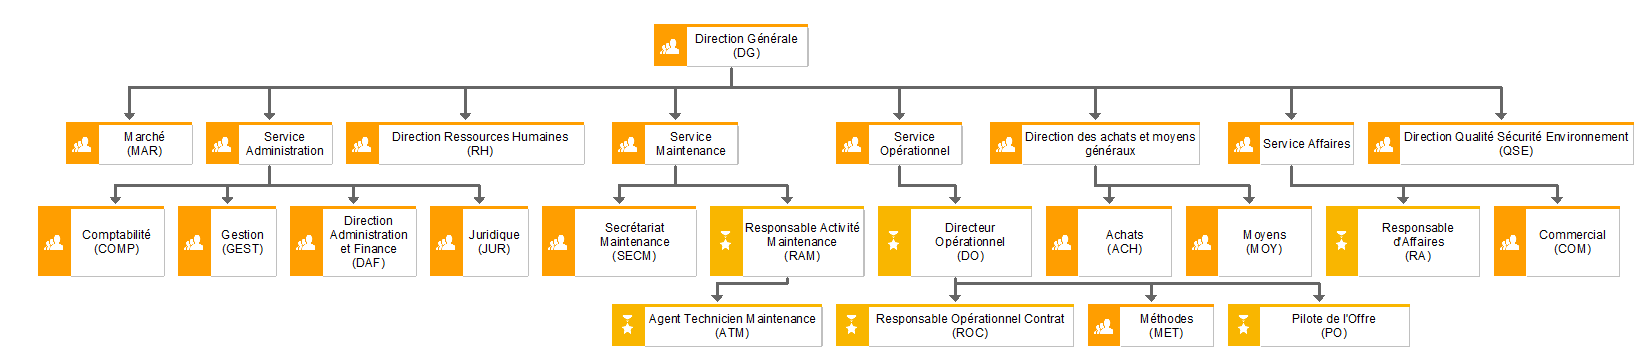 Direction Générale
(DG)
Marché
(MAR)
Service
Administration
Direction Ressources Humaines
(RH)
Service
Maintenance
Service
Opérationnel
Direction des achats et moyens
généraux
Service Affaires
Direction Qualité Sécurité Environnement
(QSE)
Comptabilité
(COMP)
Gestion
(GEST)
Direction
Administration
et Finance
(DAF)
Juridique
(JUR)
Secrétariat
Maintenance
(SECM)
Responsable Activité
Maintenance
(RAM)
Directeur
Opérationnel
(DO)
Achats
(ACH)
Moyens
(MOY)
Responsable
d'Affaires
(RA)
Commercial
(COM)
Agent Technicien Maintenance
(ATM)
Responsable Opérationnel Contrat
(ROC)
Méthodes
(MET)
Pilote de l'Offre
(PO)